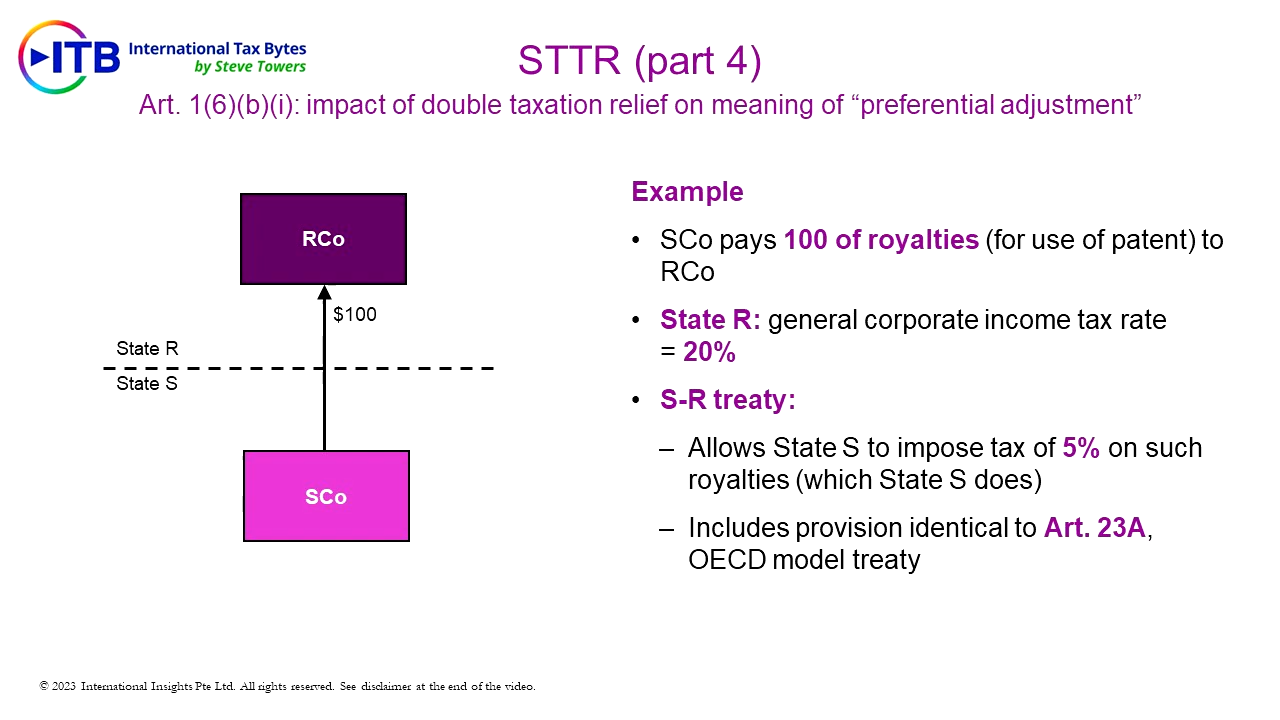 ITB International Tax Bytes
by Steve Towers
STTR (part 4)
Art. 1(6)(b)(i): impact of double taxation relief on meaning of “preferential adjustment”
RCo
$100
State R
State S
SCo
Example
• SCo pays 100 of royalties (for use of patent) to
RCo
• State R: general corporate income tax rate
= 20%
• S-R treaty:
– Allows State S to impose tax of 5% on such
royalties (which State S does)
– Includes provision identical to Art. 23A,
OECD model treaty
© 2023 International Insights Pte Ltd. All rights reserved. See disclaimer at the end of the video.